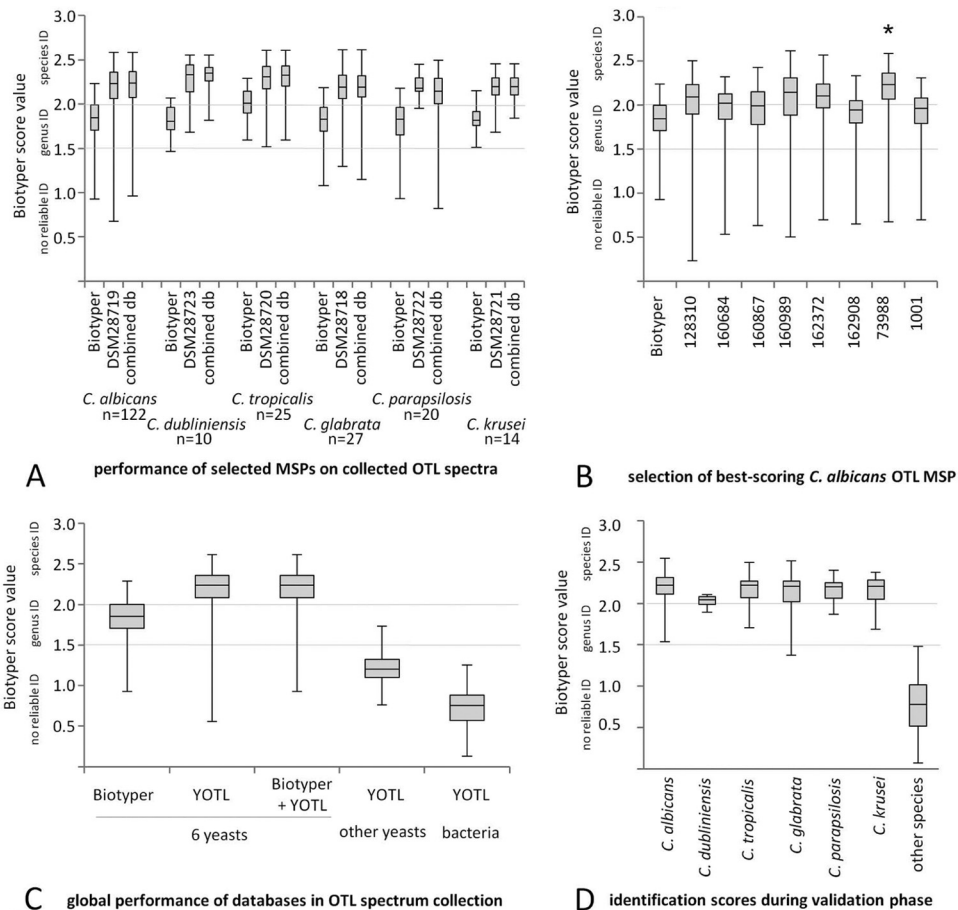 3.0
2.5
2.0
1.5
1.0
0.5
Biotyper score value
species ID
genus ID
no reliable ID
Biotyper
DSM28719
combined db
Biotyper
DSM28723
combined db
Biotyper
DSM28720
combined db
Biotyper
DSM28718
combined db
Biotyper
DSM28722
combined db
Biotyper
DSM28721
combined db
C. albicans
n=122
C. dubliniensis
n=10
C. tropicalis
n=25
C. glabrata
n=27
C. parapsilosis
n=20
C. krusei
n=14
A performance of selected MSPs on collected OTL spectra
3.0
2.5
2.0
1.5
1.0
0.5
Biotyper score value
species ID
genus ID
no reliable ID
*
Biotyper
128310
160684
160867
160989
162372
162908
73988
1001
B selection of best-scoring C. albicans OTL MSP
3.0
2.5
2.0
1.5
1.0
0.5
Biotyper score value
species ID
genus ID
no reliable ID
Biotyper
YOTL
Biotyper
+ YOTL
YOTL
YOTL
6 yeasts
other yeasts
bacteria
C global performance of databases in OTL spectrum collection
3.0
2.5
2.0
1.5
1.0
0.5
Biotyper score value
species ID
genus ID
no reliable ID
C. albicans
C. dubliniensis
C. tropicalis
C. glabrata
C. parapsilosis
C. krusei
other species
D identification scores during validation phase